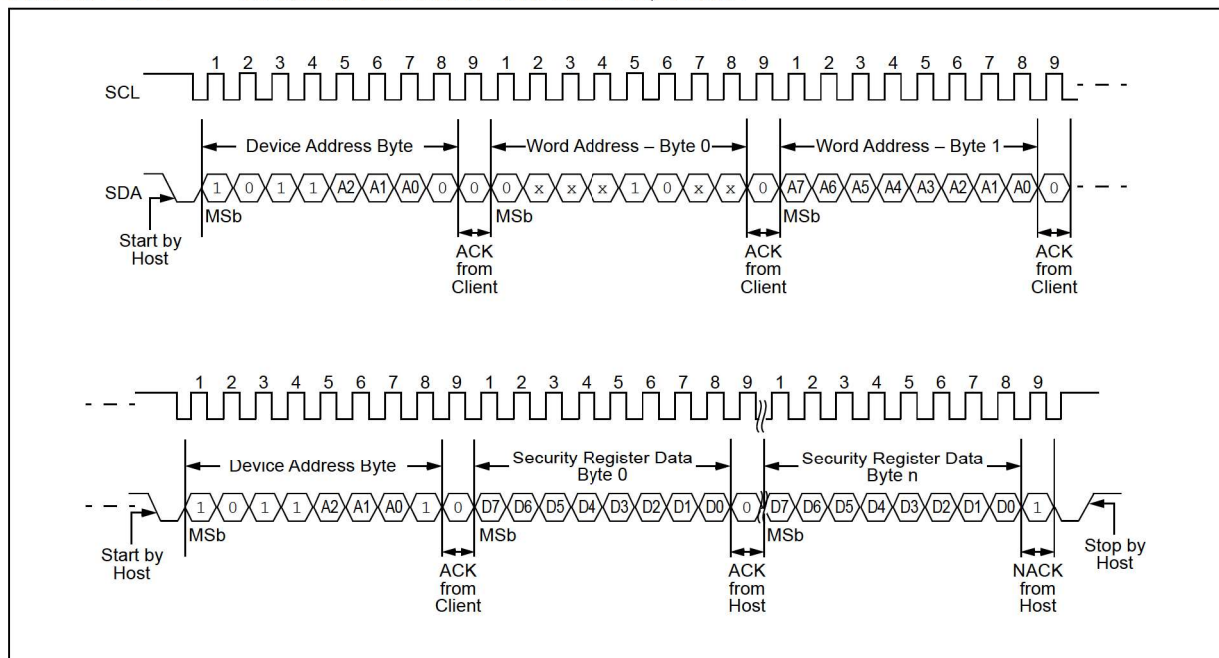 1 2 3 4 5 6 7 8 9 1 2 3 4 5 6 7 8 9 1 2 3 4 5 6 7 8 9
SCL
Device Address Byte Word Address – Byte 0 Word Address – Byte 1
SDA 1 0 1 1 A2 A1 A0 0 0 0 x x x 1 0 x x 0 A7 A6 A5 A4 A3 A2 A1 A0 0
MSb MSb MSb
Start by
Host
ACK
from
Client
ACK
from
Client
ACK
from
Client
1 2 3 4 5 6 7 8 9 1 2 3 4 5 6 7 8 9 1 2 3 4 5 6 7 8 9
Device Address Byte
Security Register Data
Byte 0
Security Register Data
Byte n
1 0 1 1 A2 A1 A0 1 0 D7 D6 D5 D4 D3 D2 D1 D0 0 D7 D6 D5 D4 D3 D2 D1 D0 1
MSb MSb MSb
Start by
Host
ACK
from
Client
ACK
from
Host
NACK
from
Host
Stop by
Host